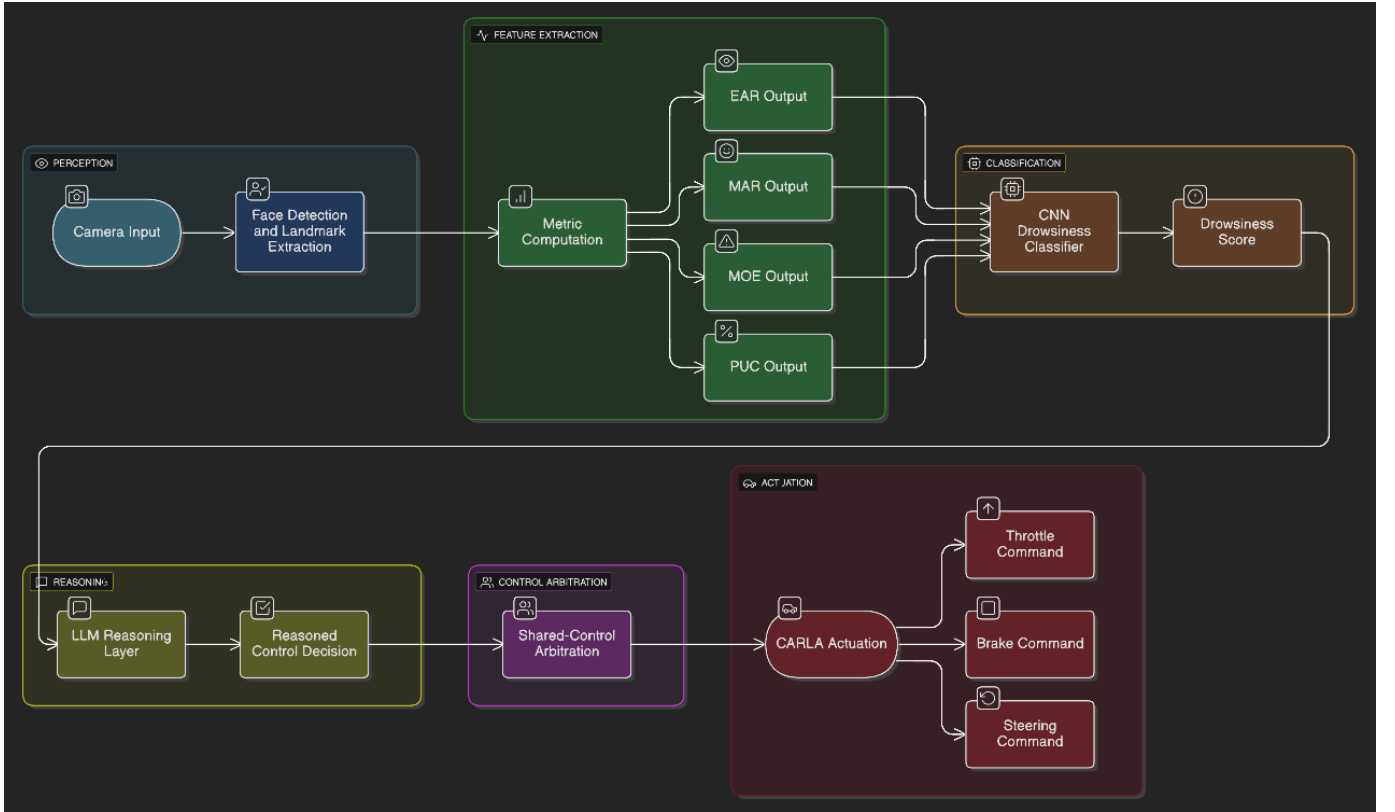 FEATURE EXTRACTION
EAR Output
PERCEPTION
CLASSIFICATION
MAR Output
Camera Input
Face Detection
and Landmark
Extraction
Metric
Computation
CNN
Drowsiness
Classifier
Drowsiness
Score
MOE Output
PUC Output
ACT JATION
Throttle
Command
REASONING
CONTROL ARBITRATION
LLM Reasoning
Layer
Reasoned
Control Decision
Shared-Control
Arbitration
CARLA Actuation
Brake Command
Steering
Command